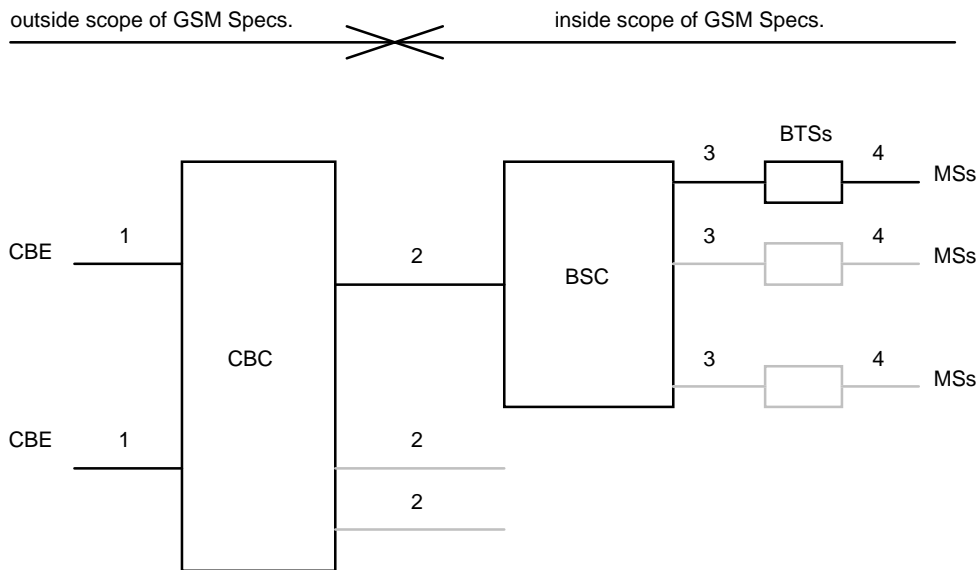 outside scope of GSM Specs.
inside scope of GSM Specs.
BTSs
3
4
MSs
CBE
1
2
3
4
MSs
BSC
CBC
3
4
MSs
CBE
1
2
2